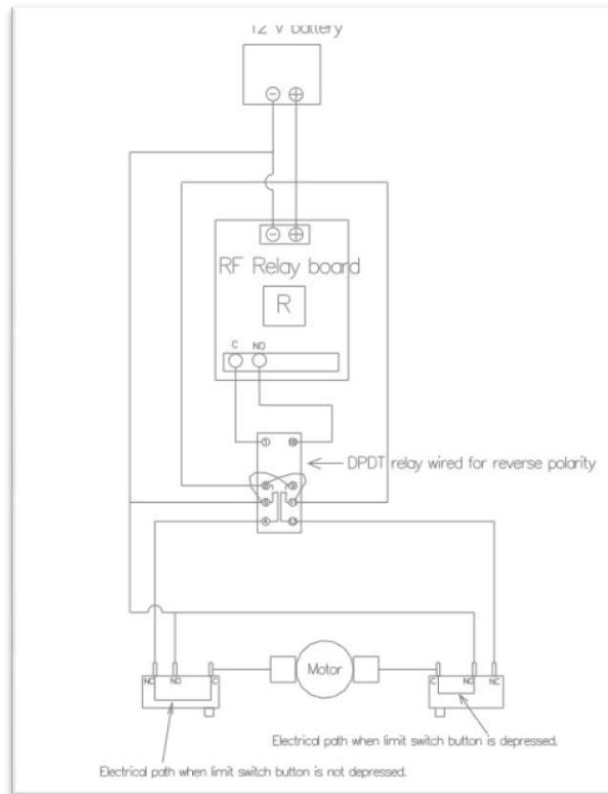 12 V battery
RF Relay board
R
C NO
1
DPDT relay wired for reverse polarity
Motor
NC NO C
C NO NC
Electrical path when limit switch button is depressed.
Electrical path when limit switch button is not depressed.